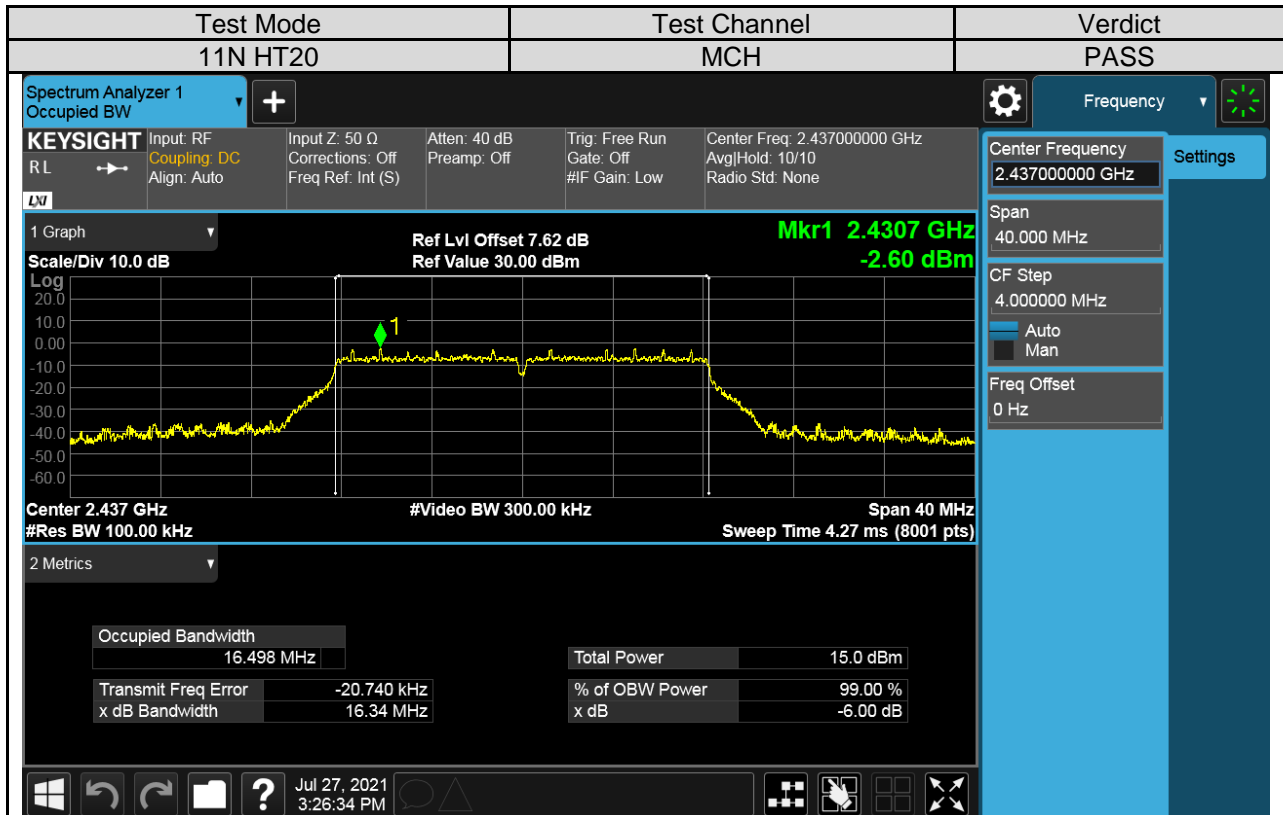 Test Mode Test Channel Verdict
11N HT20 MCH PASS
Spectrum Analyzer 1
Occupied BW
Frequency
KEYSIGHT Input: RF Input Z: 50 Ω Atten: 40 dB Trig: Free Run Center Freq: 2.437000000 GHz
RL Coupling: DC Corrections: Off Preamp: Off Gate: Off Avg|Hold: 10/10
Align: Auto Freq Ref: Int (S) #IF Gain: Low Radio Std: None
LXI
Center Frequency
2.437000000 GHz
Settings
Span
40.000 MHz
CF Step
4.000000 MHz
Auto
Man
Freq Offset
0 Hz
1 Graph Ref Lvl Offset 7.62 dB Mkr1 2.4307 GHz
Scale/Div 10.0 dB Ref Value 30.00 dBm -2.60 dBm
Log
20.0
10.0
1
0.00
-10.0
-20.0
-30.0
-40.0
-50.0
-60.0
Center 2.437 GHz #Video BW 300.00 kHz Span 40 MHz
#Res BW 100.00 kHz Sweep Time 4.27 ms (8001 pts)
2 Metrics
Occupied Bandwidth
16.498 MHz Total Power 15.0 dBm
Transmit Freq Error -20.740 kHz % of OBW Power 99.00 %
x dB Bandwidth 16.34 MHz x dB -6.00 dB
? Jul 27, 2021
3:26:34 PM